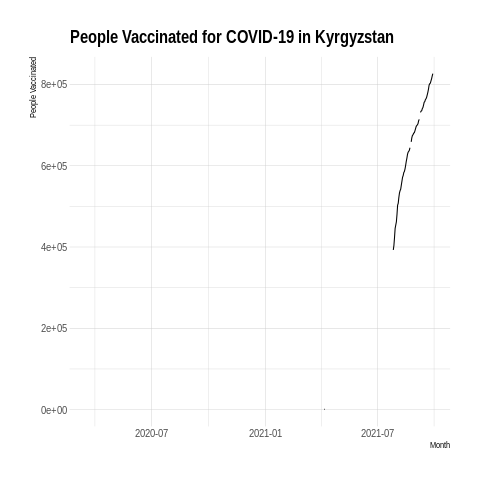 People Vaccinated for COVID-19 in Kyrgyzstan
People Vaccinated
8e+05
6e+05
4e+05
2e+05
0e+00
2020-07
2021-01
2021-07
Month